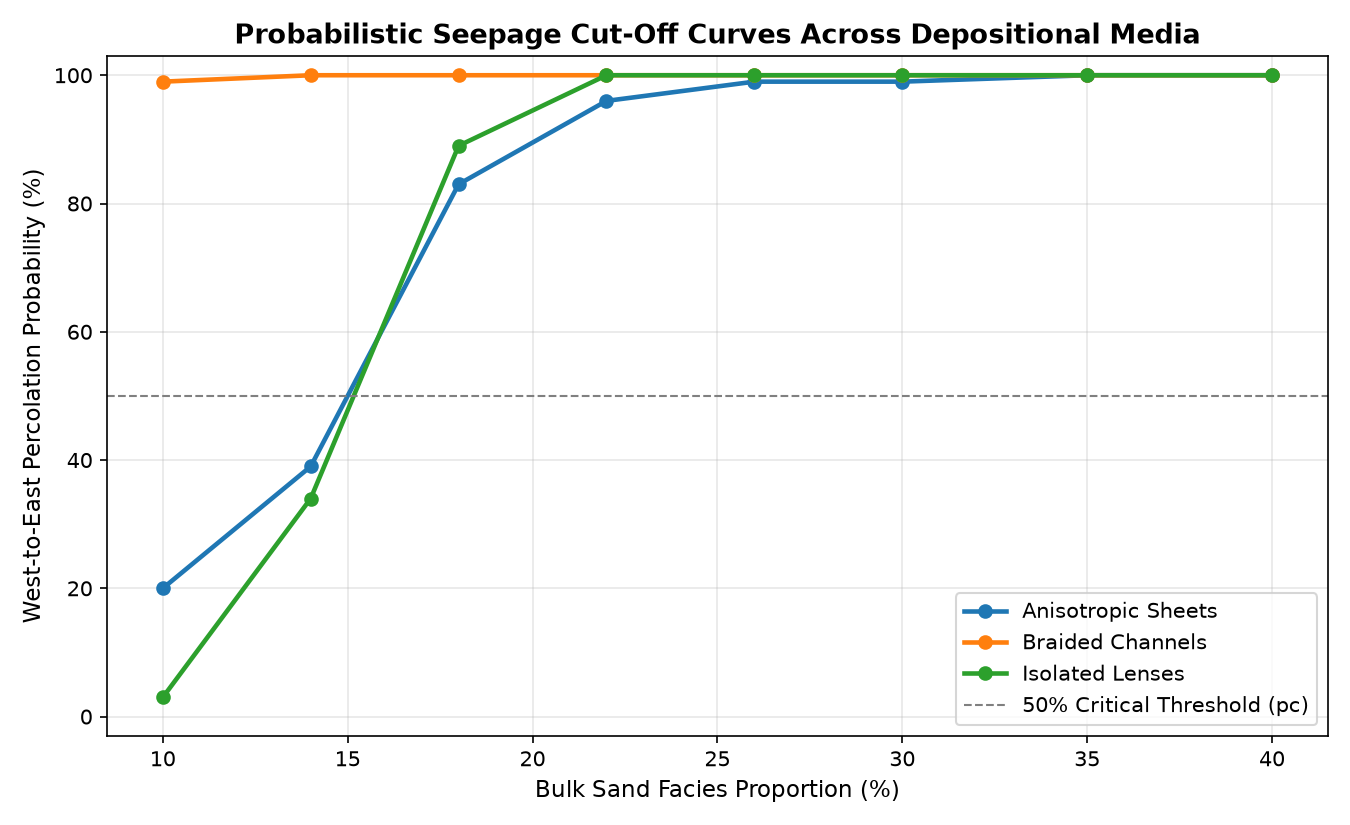 Probabilistic Seepage Cut-Off Curves Across Depositional Media
West-to-East Percolation Probability (%)
100
80
60
40
20
0
10
15
20
25
30
35
40
Bulk Sand Facies Proportion (%)
Anisotropic Sheets
Braided Channels
Isolated Lenses
50% Critical Threshold (pc)